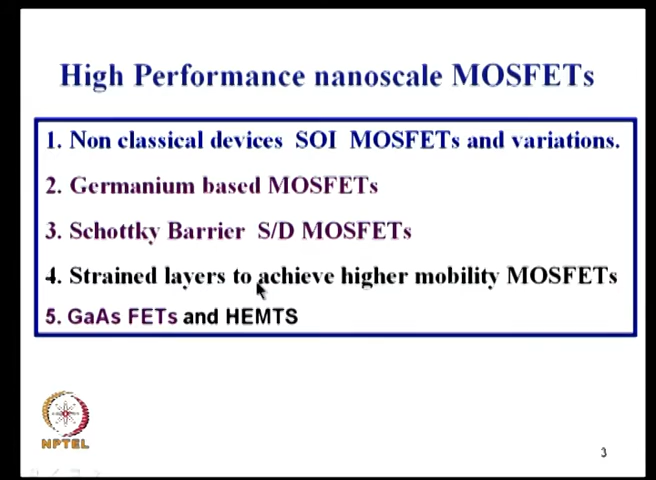 High Performance nanoscale MOSFETs
1. Non classical devices SOI MOSFETs and variations.
2. Germanium based MOSFETs
3. Schottky Barrier S/D MOSFETs
4. Strained layers to achieve higher mobility MOSFETs
5. GaAs FETs and HEMTS
NPTEL
3